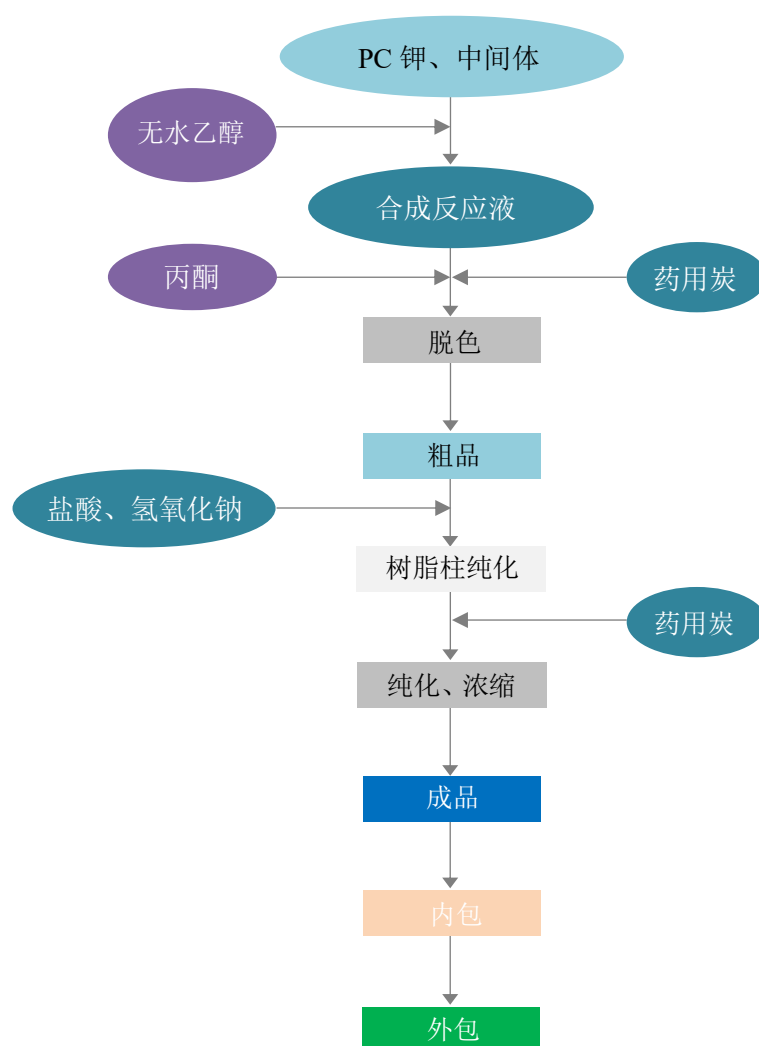 PC 钾、中间体
无水乙醇
合成反应液
丙酮
药用炭
脱色
粗品
盐酸、氢氧化钠
树脂柱纯化
药用炭
纯化、浓缩
成品
内包
外包